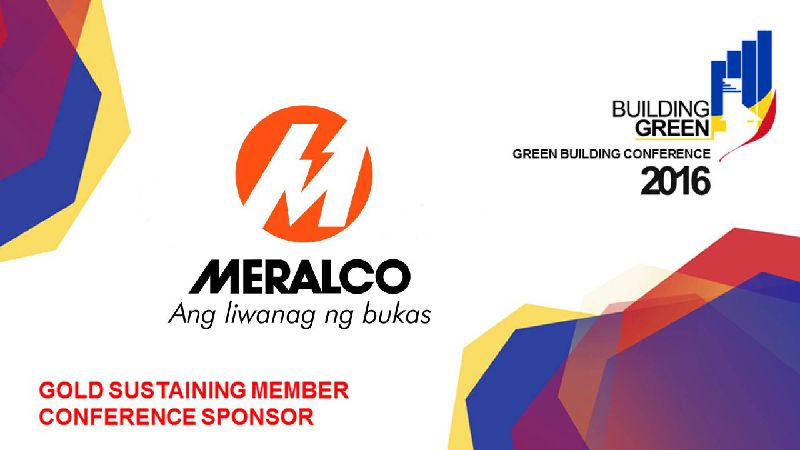 BUILDING
GREEN
GREEN BUILDING CONFERENCE
2016
MERALCO
Ang liwanag ng bukas
GOLD SUSTAINING MEMBER
CONFERENCE SPONSOR